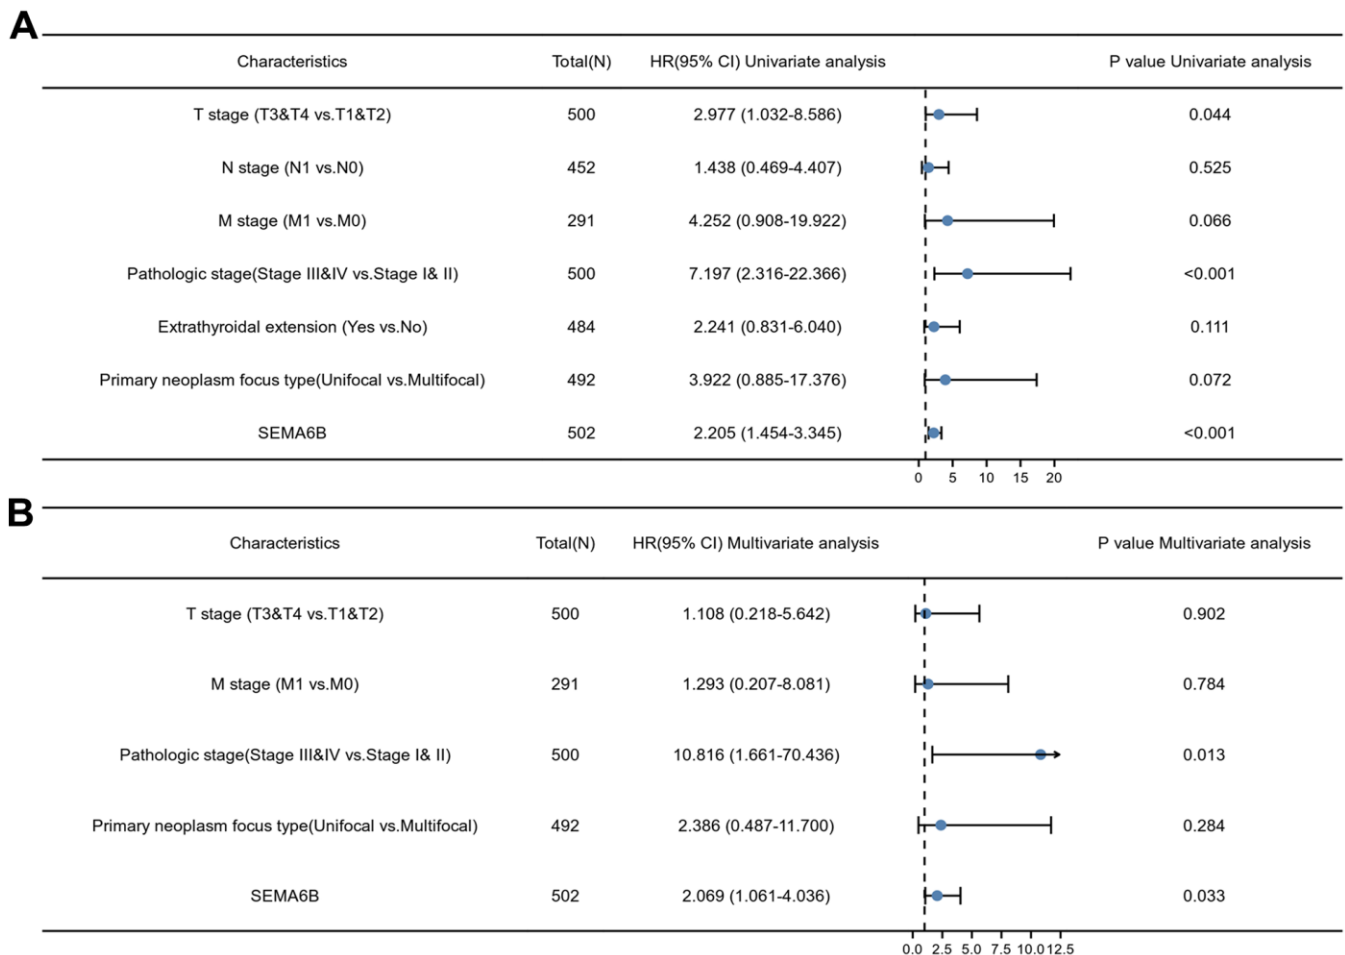 A
Characteristics Total(N) HR(95% CI) Univariate analysis P value Univariate analysis
T stage (T3&T4 vs.T1&T2) 500 2.977 (1.032-8.586) 0.044
N stage (N1 vs.N0) 452 1.438 (0.469-4.407) 0.525
M stage (M1 vs.M0) 291 4.252 (0.908-19.922) 0.066
Pathologic stage(Stage III&IV vs.Stage I& II) 500 7.197 (2.316-22.366) <0.001
Extrathyroidal extension (Yes vs.No) 484 2.241 (0.831-6.040) 0.111
Primary neoplasm focus type(Unifocal vs.Multifocal) 492 3.922 (0.885-17.376) 0.072
SEMA6B 502 2.205 (1.454-3.345) <0.001
0 5 10 15 20
B
Characteristics Total(N) HR(95% CI) Multivariate analysis P value Multivariate analysis
T stage (T3&T4 vs.T1&T2) 500 1.108 (0.218-5.642) 0.902
M stage (M1 vs.M0) 291 1.293 (0.207-8.081) 0.784
Pathologic stage(Stage III&IV vs.Stage I& II) 500 10.816 (1.661-70.436) 0.013
Primary neoplasm focus type(Unifocal vs.Multifocal) 492 2.386 (0.487-11.700) 0.284
SEMA6B 502 2.069 (1.061-4.036) 0.033
0.0 2.5 5.0 7.5 10.0 12.5